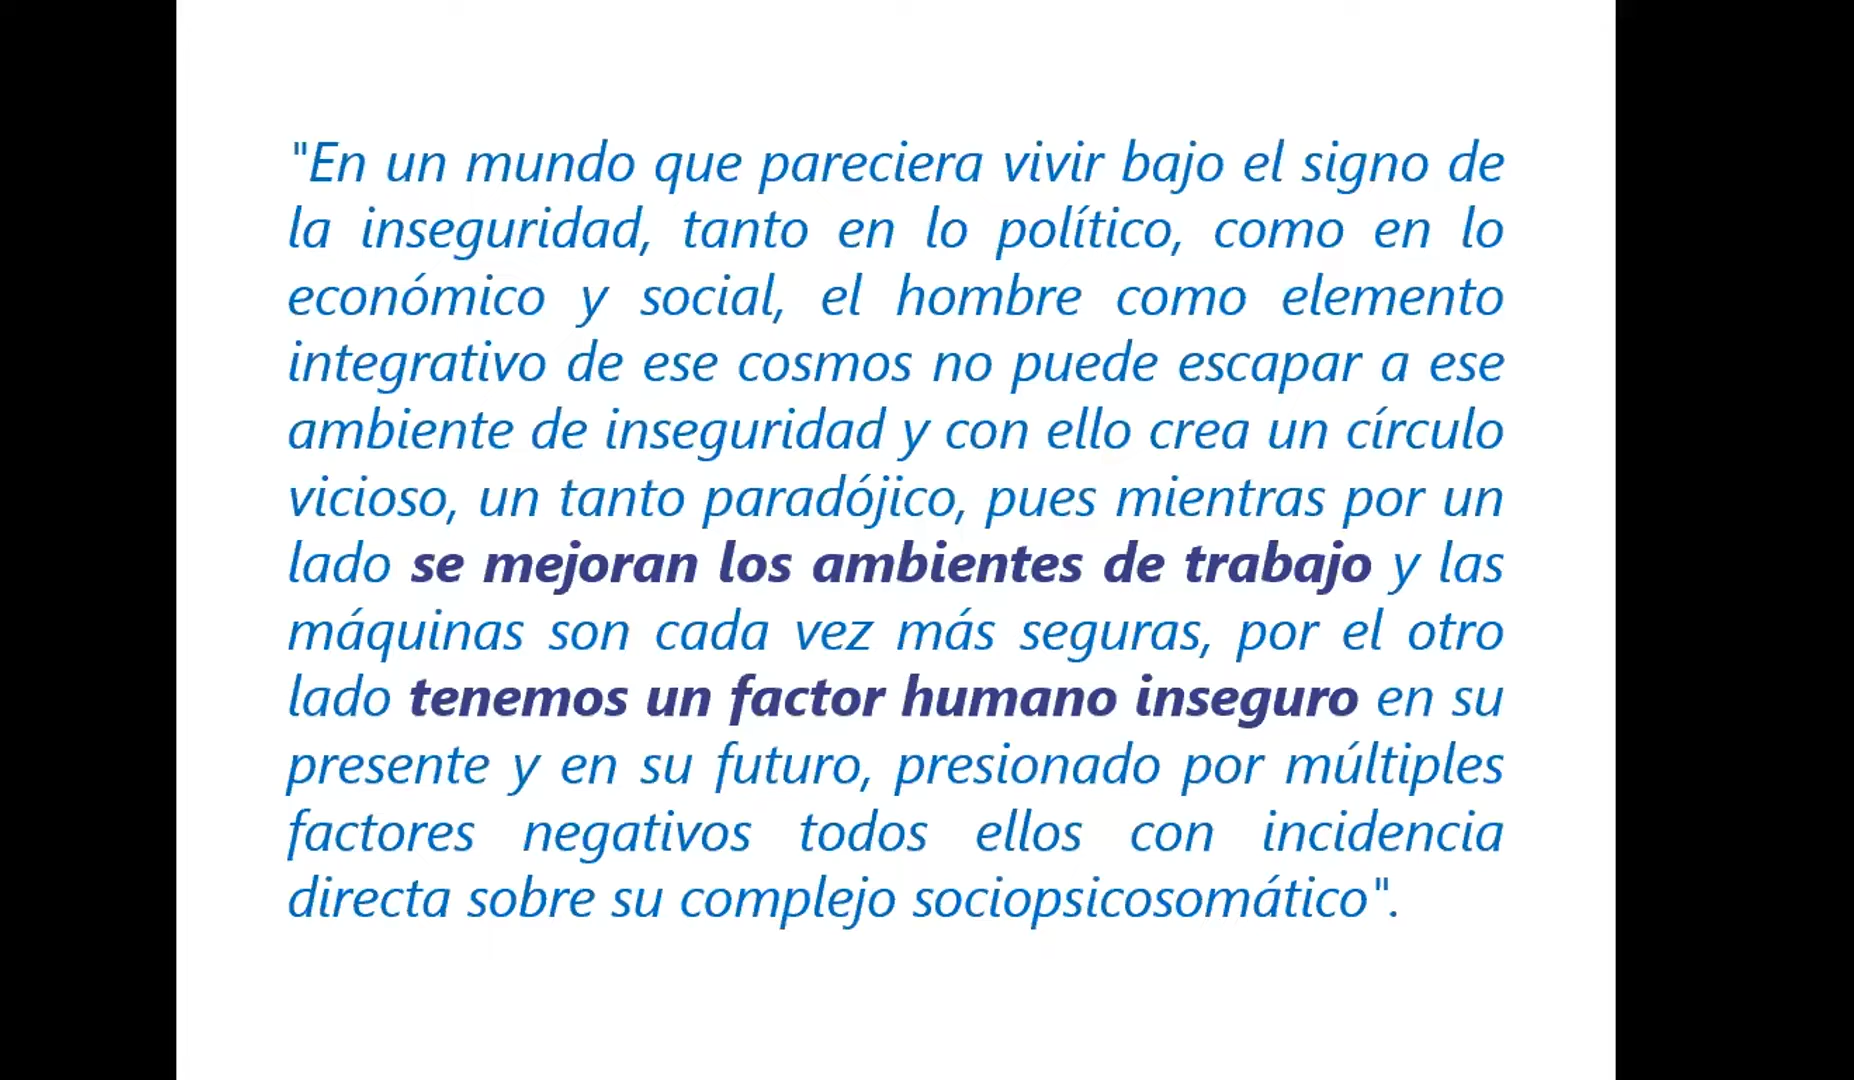 "En un mundo que pareciera vivir bajo el signo de
la inseguridad, tanto en lo político, como en lo
económico y social, el hombre como elemento
integrativo de ese cosmos no puede escapar a ese
ambiente de inseguridad y con ello crea un círculo
vicioso, un tanto paradójico, pues mientras por un
lado se mejoran los ambientes de trabajo y las
máquinas son cada vez más seguras, por el otro
lado tenemos un factor humano inseguro en su
presente y en su futuro, presionado por múltiples
factores negativos todos ellos con incidencia
directa sobre su complejo sociopsicosomático".